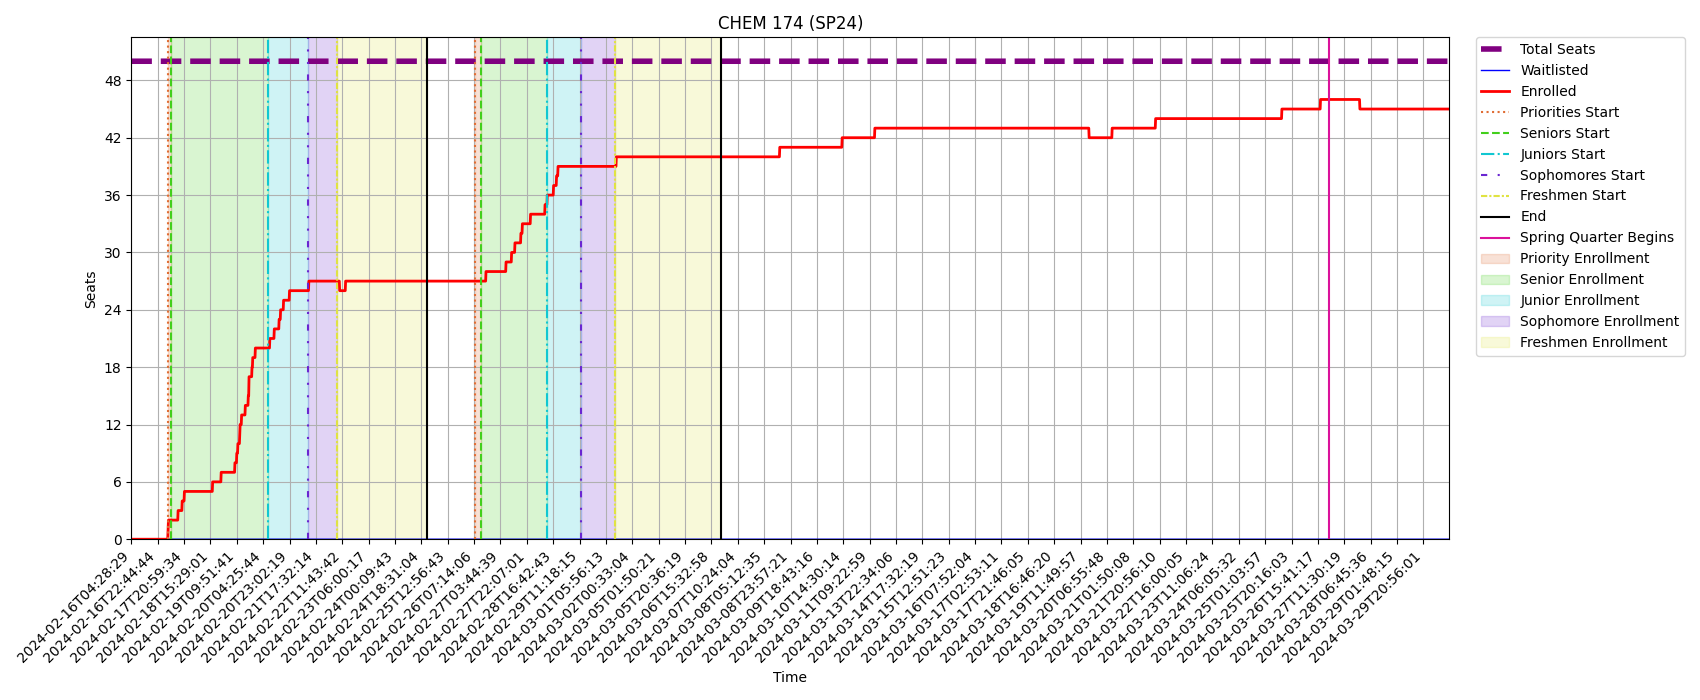 CHEM 174 (SP24)
Total Seats
Waitlisted
Enrolled
Priorities Start
Seniors Start
Juniors Start
Sophomores Start
Freshmen Start
End
Spring Quarter Begins
Priority Enrollment
Senior Enrollment
Junior Enrollment
Sophomore Enrollment
Freshmen Enrollment
Seats
48
42
36
30
24
18
12
6
0
2024-02-16T04:28:29
2024-02-16T22:44:44
2024-02-17T20:59:34
2024-02-18T15:29:01
2024-02-19T09:51:41
2024-02-20T04:25:44
2024-02-20T23:02:19
2024-02-21T17:32:14
2024-02-22T11:43:42
2024-02-23T06:00:17
2024-02-24T00:09:43
2024-02-24T18:31:04
2024-02-25T12:56:43
2024-02-26T07:14:06
2024-02-27T03:44:39
2024-02-27T22:07:01
2024-02-28T16:42:43
2024-02-29T11:18:15
2024-03-01T05:56:13
2024-03-02T00:33:04
2024-03-05T01:50:21
2024-03-05T20:36:19
2024-03-06T15:32:58
2024-03-07T10:24:04
2024-03-08T05:12:35
2024-03-08T23:57:21
2024-03-09T18:43:16
2024-03-10T14:30:14
2024-03-11T09:22:59
2024-03-13T22:34:06
2024-03-14T17:32:19
2024-03-15T12:51:23
2024-03-16T07:52:04
2024-03-17T02:53:11
2024-03-17T21:46:05
2024-03-18T16:46:20
2024-03-19T11:49:57
2024-03-20T06:55:48
2024-03-21T01:50:08
2024-03-21T20:56:10
2024-03-22T16:00:05
2024-03-23T11:06:24
2024-03-24T06:05:32
2024-03-25T01:03:57
2024-03-25T20:16:03
2024-03-26T15:41:17
2024-03-27T11:30:19
2024-03-28T06:45:36
2024-03-29T01:48:15
2024-03-29T20:56:01
Time